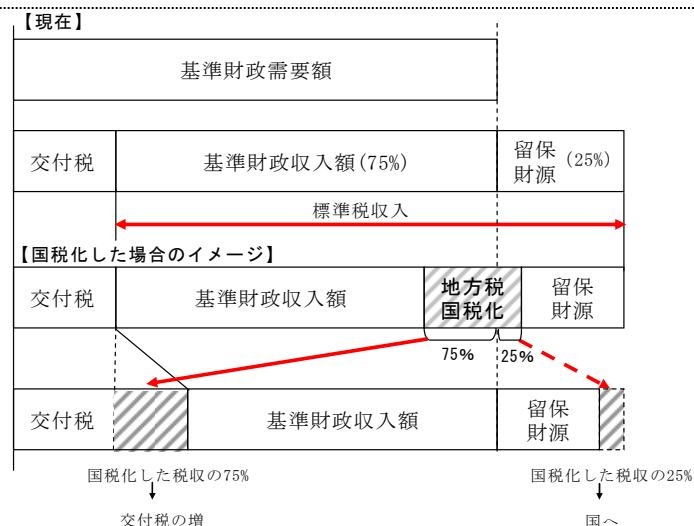 【現在】
基準財政需要額
交付税
基準財政収入額(75%)
留保
財源
(25%)
標準税収入
【国税化した場合のイメージ】
交付税
基準財政収入額
地方税
国税化
留保
財源
75%
25%
交付税
基準財政収入額
留保
財源
国税化した税収の75%
国税化した税収の25%
交付税の増
国へ